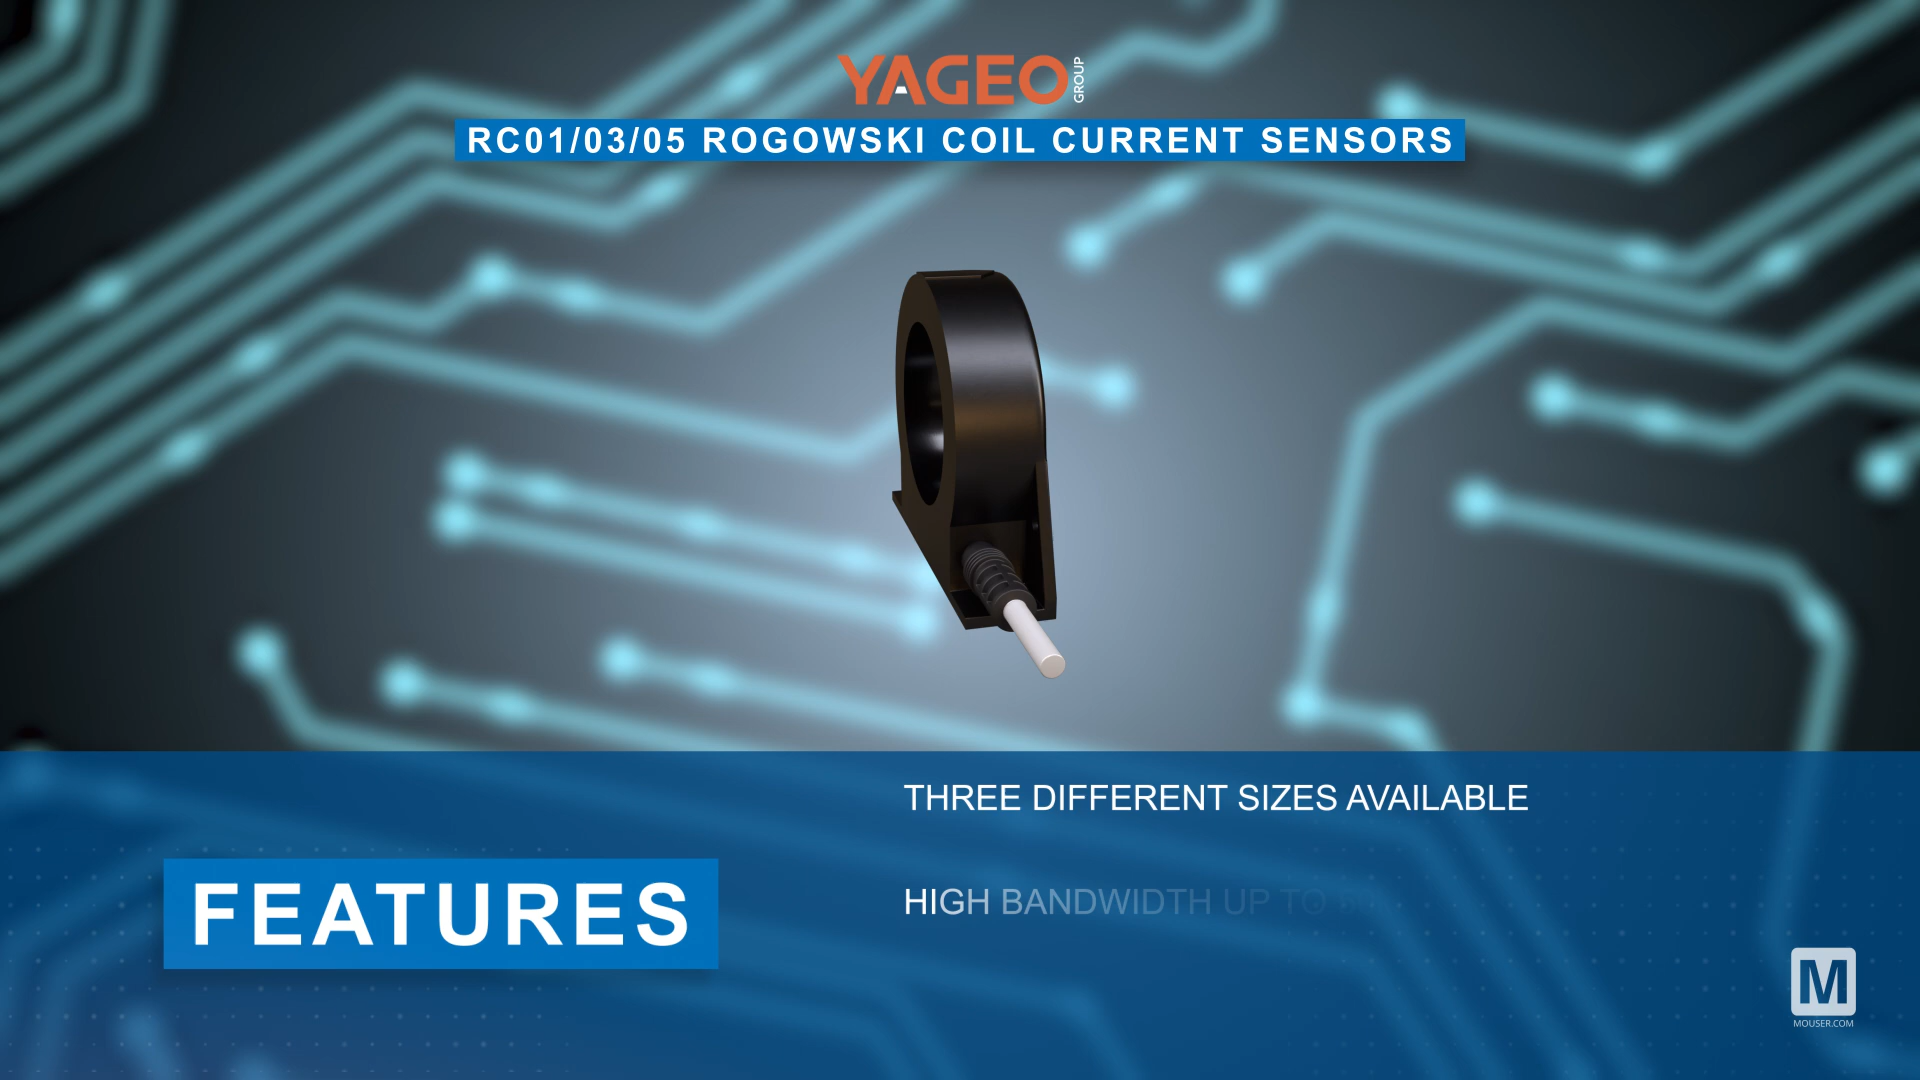 YAGEO GROUP
RC01/03/05 ROGOWSKI COIL CURRENT SENSORS
THREE DIFFERENT SIZES AVAILABLE
FEATURES
HIGH BANDWIDTH UP TO
M
MOUSER.COM